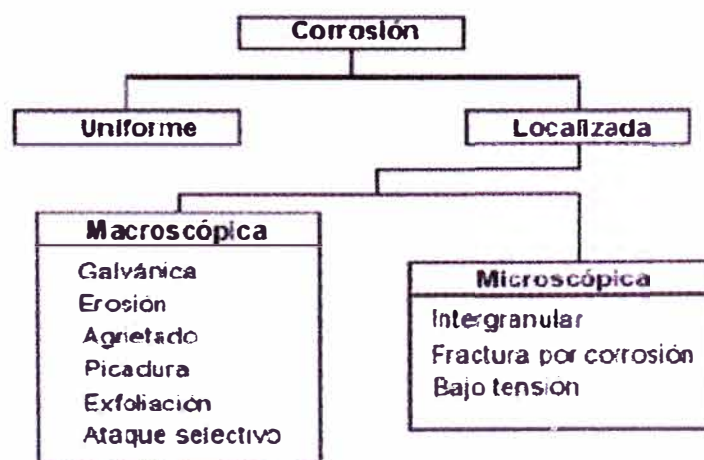 Corrosión
Uniforme
Localizada
Macroscópica
Galvánica
Erosión
Agrietado
Picadura
Exfoliación
Ataque selectivo
Microscópica
Intergranular
Fractura por corrosión
Bajo tensión